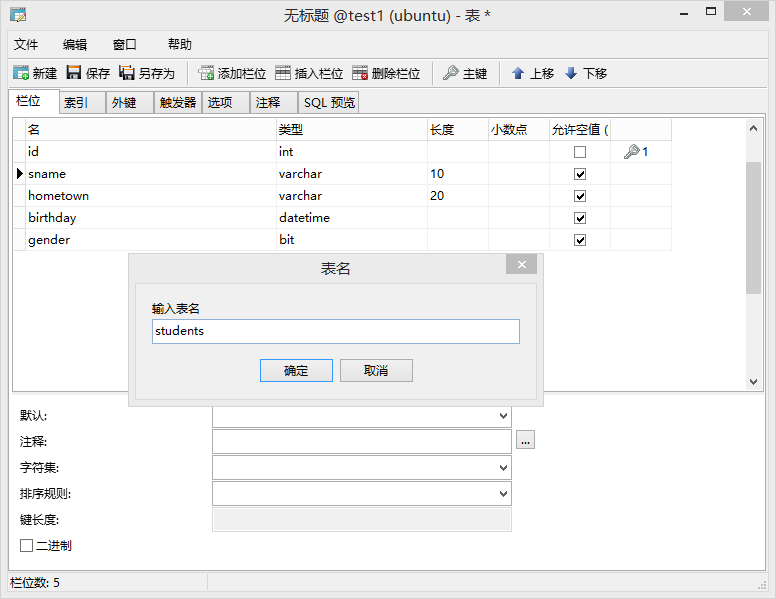 无标题 @test1 (ubuntu) - 表 *
文件 编辑 窗口 帮助
新建 保存 另存为 添加栏位 插入栏位 删除栏位 主键 上移 下移
栏位 索引 外键 触发器 选项 注释 SQL 预览
名 类型 长度 小数点 允许空值 (
id int 1
sname varchar 10
hometown varchar 20
birthday datetime
gender bit
表名
输入表名
students
确定 取消
默认:
注释: ...
字符集:
排序规则:
键长度:
二进制
栏位数: 5